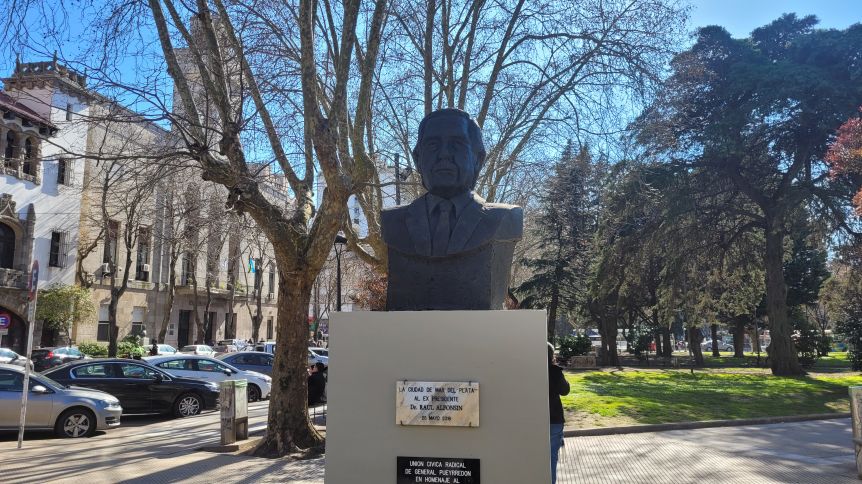 LA CIUDAD DE MAR DEL PLATA
AL EX PRESIDENTE
Dr. RAÚL ALFONSIN
UNION CIVICA RADICAL
DE GENERAL PUEYRREDON
EN HOMENAJE AL